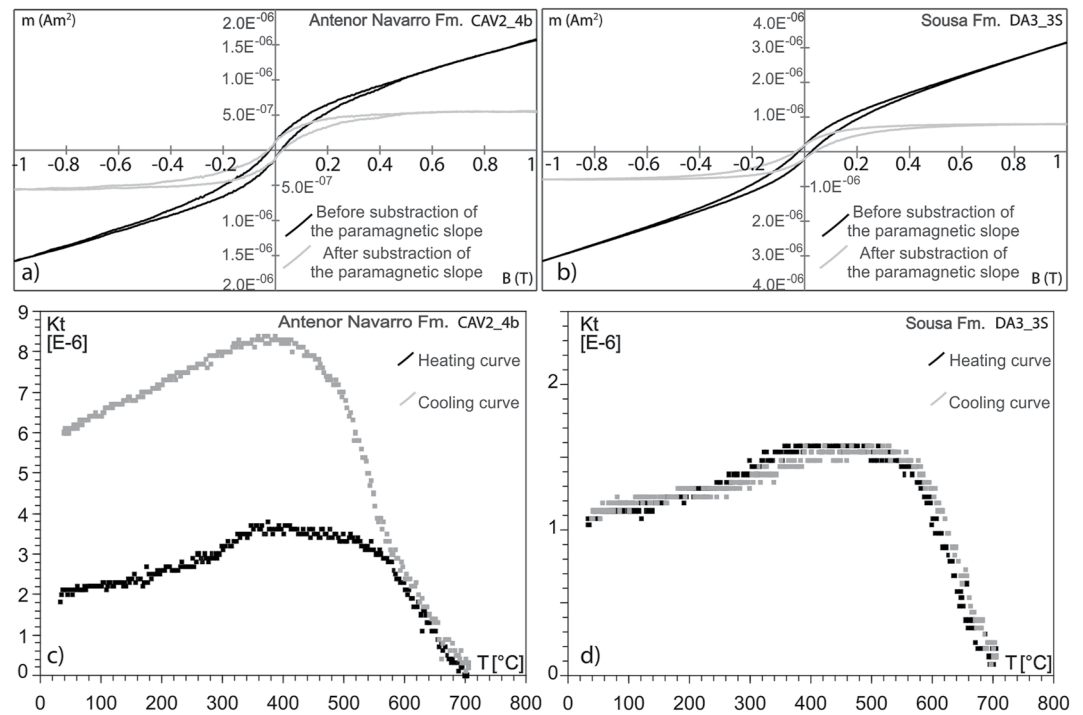 m (Am²)
2.0E⁻⁰⁶
Antenor Navarro Fm. CAV2_4b
1.5E⁻⁰⁶
1.0E⁻⁰⁶
5.0E⁻⁰⁷
-1 -0.8 -0.6 -0.4 -0.2 0 0.2 0.4 0.6 0.8 1
5.0E⁻⁰⁷
1.0E⁻⁰⁶
1.5E⁻⁰⁶
2.0E⁻⁰⁶
Before substraction of
the paramagnetic slope
After substraction of
the paramagnetic slope
a)
B (T)
m (Am²)
4.0E⁻⁰⁶
Sousa Fm. DA3_3S
3.0E⁻⁰⁶
2.0E⁻⁰⁶
1.0E⁻⁰⁶
-1 -0.8 -0.6 -0.4 -0.2 0 0.2 0.4 0.6 0.8 1
1.0E⁻⁰⁶
2.0E⁻⁰⁶
3.0E⁻⁰⁶
4.0E⁻⁰⁶
Before substraction of
the paramagnetic slope
After substraction of
the paramagnetic slope
b)
B (T)
Kt
[E-6]
Antenor Navarro Fm. CAV2_4b
Heating curve
Cooling curve
9
8
7
6
5
4
3
2
1
0
c)
T [°C]
0 100 200 300 400 500 600 700 800
Kt
[E-6]
Sousa Fm. DA3_3S
Heating curve
Cooling curve
2
1
0
d)
T [°C]
0 100 200 300 400 500 600 700 800